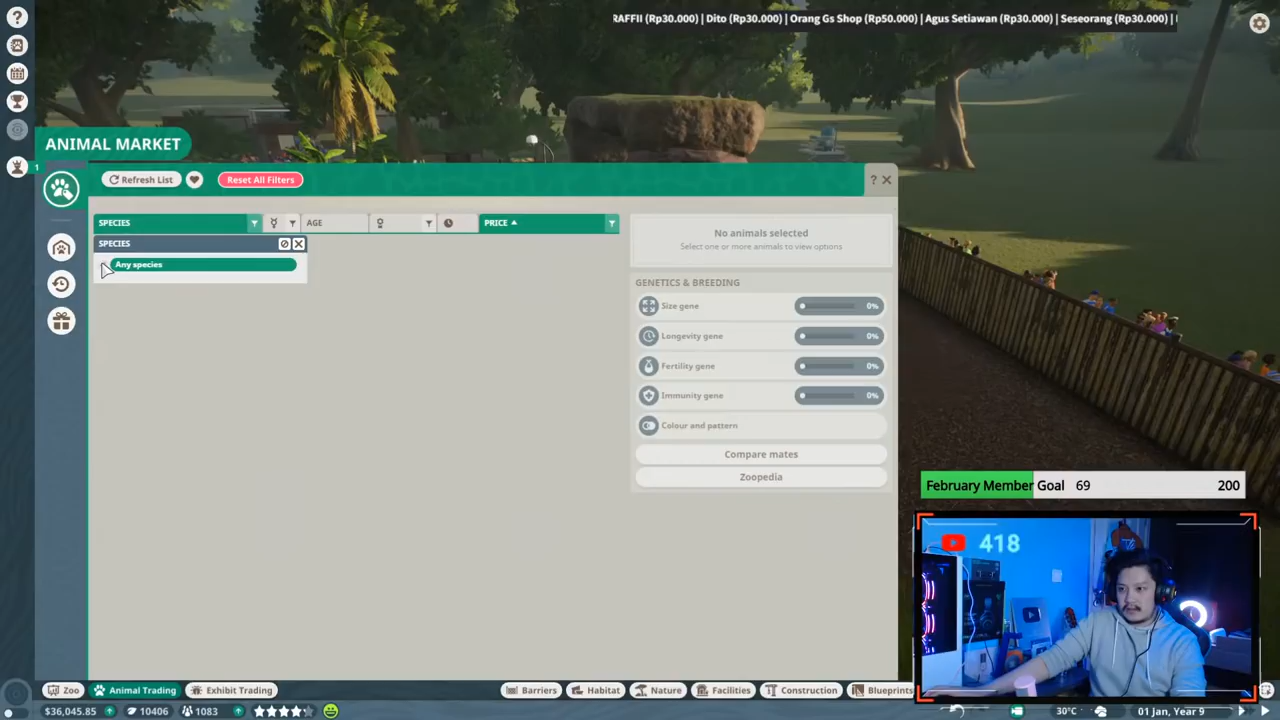 RAFFII (Rp30.000) | Dito (Rp30.000) | Orang Gs Shop (Rp50.000) | Agus Setiawan (Rp30.000) | Seseorang (Rp30.000) |
ANIMAL MARKET
1
Refresh List
Reset All Filters
? ×
SPECIES
AGE
PRICE
SPECIES
Any species
No animals selected
Select one or more animals to view options
GENETICS & BREEDING
Size gene 0%
Longevity gene 0%
Fertility gene 0%
Immunity gene 0%
Colour and pattern
Compare mates
Zoopedia
February Member Goal 69 200
418
Zoo
Animal Trading
Exhibit Trading
Barriers
Habitat
Nature
Facilities
Construction
Blueprints
$36,045.85
10406
1083
30°C
01 Jan, Year 9